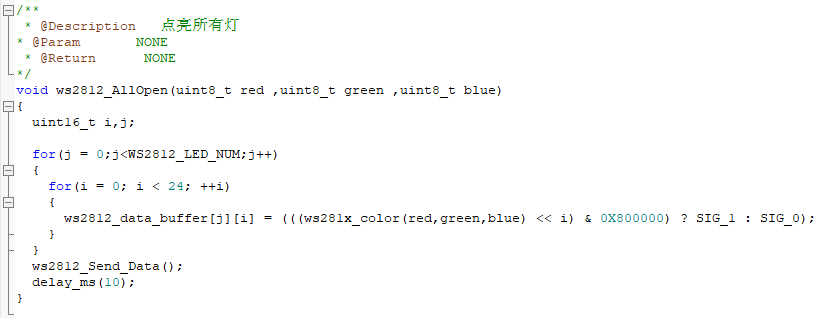 /**
* @Description 点亮所有灯
* @Param NONE
* @Return NONE
*/
void ws2812_AllOpen(uint8_t red ,uint8_t green ,uint8_t blue)
{
uint16_t i,j;
for(j = 0;j<WS2812_LED_NUM;j++)
{
for(i = 0; i < 24; ++i)
{
ws2812_data_buffer[j][i] = (((ws281x_color(red,green,blue) << i) & 0X800000) ? SIG_1 : SIG_0);
}
}
ws2812_Send_Data();
delay_ms(10);
}